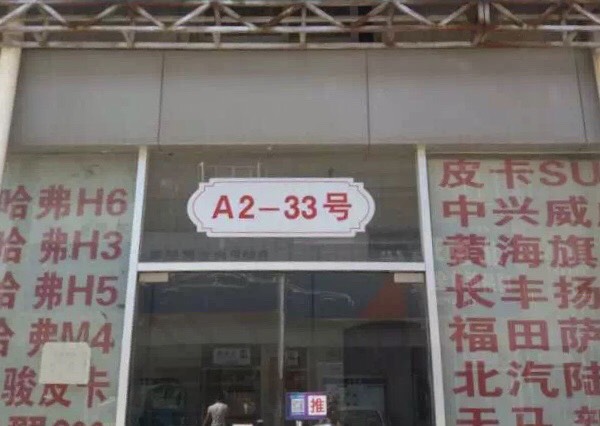 A2-33号
哈弗H6
哈弗H3
哈弗H5
哈弗M4
骏皮卡
皮卡SU
中兴威
黄海旗
长丰扬
福田萨
北汽陆
天马
推